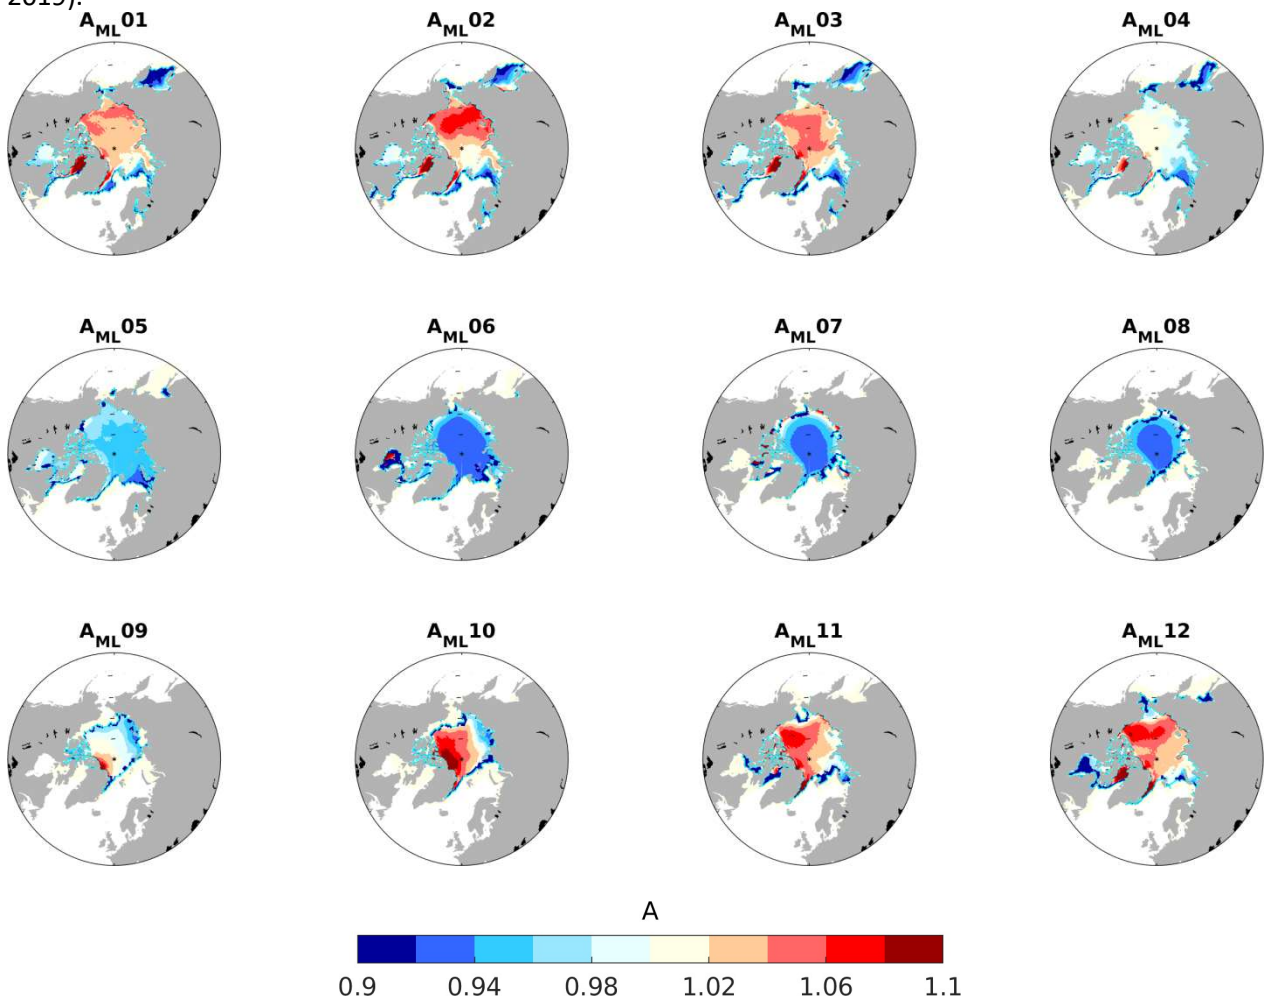 2019).
A_ML01 A_ML02 A_ML03 A_ML04
A_ML05 A_ML06 A_ML07 A_ML08
A_ML09 A_ML10 A_ML11 A_ML12
A
0.9 0.94 0.98 1.02 1.06 1.1